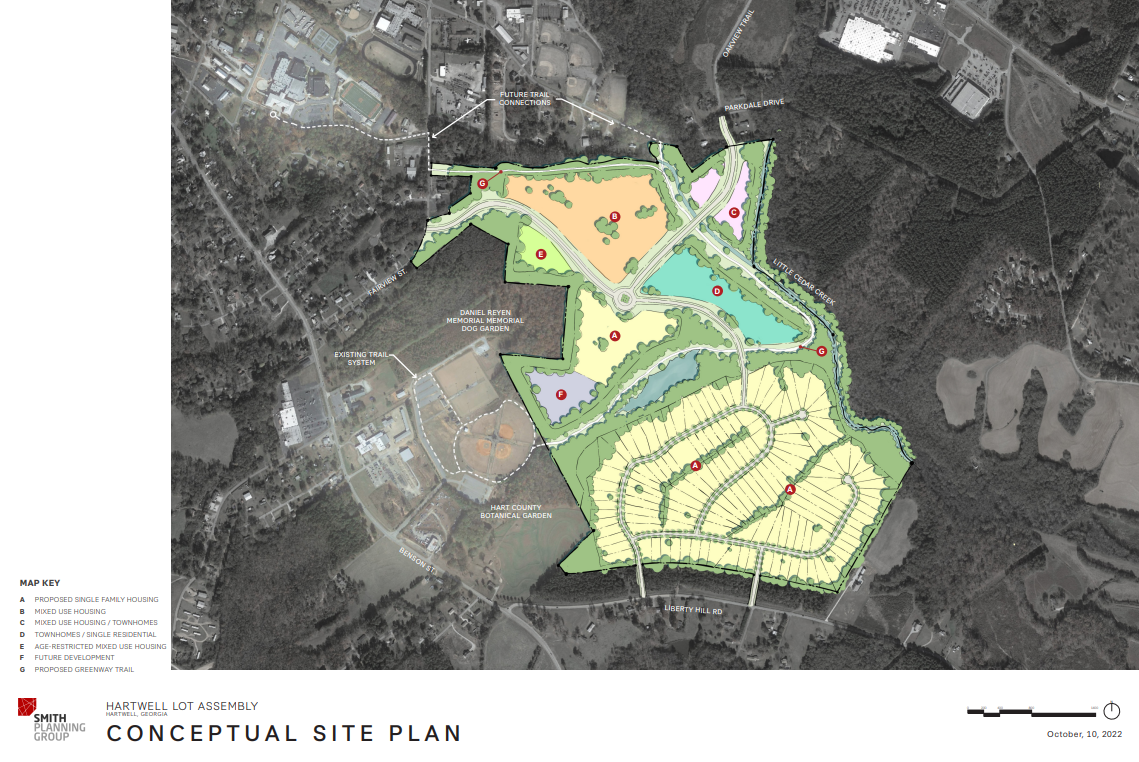 OAKVIEW TRAIL
FUTURE TRAIL
CONNECTIONS
PARKDALE DRIVE
G
B
C
E
FAIRVIEW ST.
LITTLE CEDAR CREEK
D
DANIEL REYEN
MEMORIAL MEMORIAL
DOG GARDEN
A
EXISTING TRAIL
SYSTEM
G
F
A
A
HART COUNTY
BOTANICAL GARDEN
BENSON ST.
LIBERTY HILL RD
MAP KEY
A PROPOSED SINGLE FAMILY HOUSING
B MIXED USE HOUSING
C MIXED USE HOUSING / TOWNHOMES
D TOWNHOMES / SINGLE RESIDENTIAL
E AGE-RESTRICTED MIXED USE HOUSING
F FUTURE DEVELOPMENT
G PROPOSED GREENWAY TRAIL
SMITH
PLANNING
GROUP
HARTWELL LOT ASSEMBLY
HARTWELL, GEORGIA
CONCEPTUAL SITE PLAN
October, 10, 2022